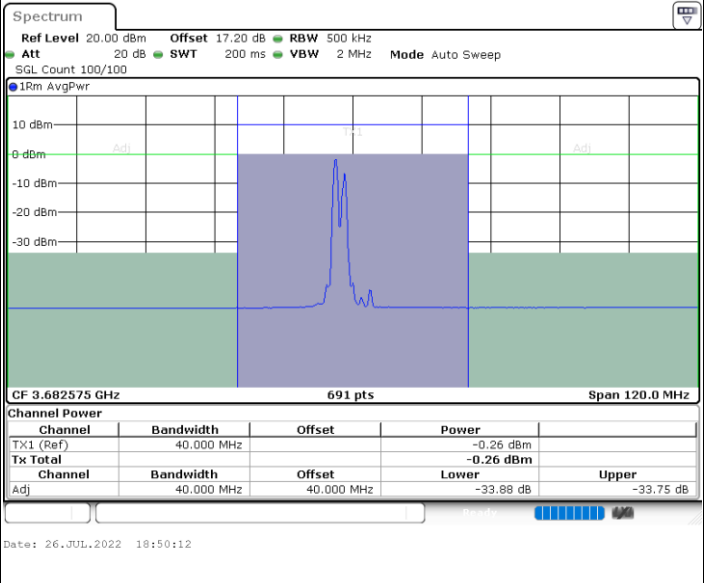 Spectrum
Ref Level 20.00 dBm Offset 17.20 dB RBW 500 kHz
Att 20 dB SWT 200 ms VBW 2 MHz Mode Auto Sweep
SGL Count 100/100
1Rm AvgPwr
10 dBm
TX1
Adj
Adj
0 dBm
-10 dBm
-20 dBm
-30 dBm
CF 3.682575 GHz 691 pts Span 120.0 MHz
Channel Power
Channel Bandwidth Offset Power
TX1 (Ref) 40.000 MHz -0.26 dBm
Tx Total -0.26 dBm
Channel Bandwidth Offset Lower Upper
Adj 40.000 MHz 40.000 MHz -33.88 dB -33.75 dB
Ready
Date: 26.JUL.2022 18:50:12